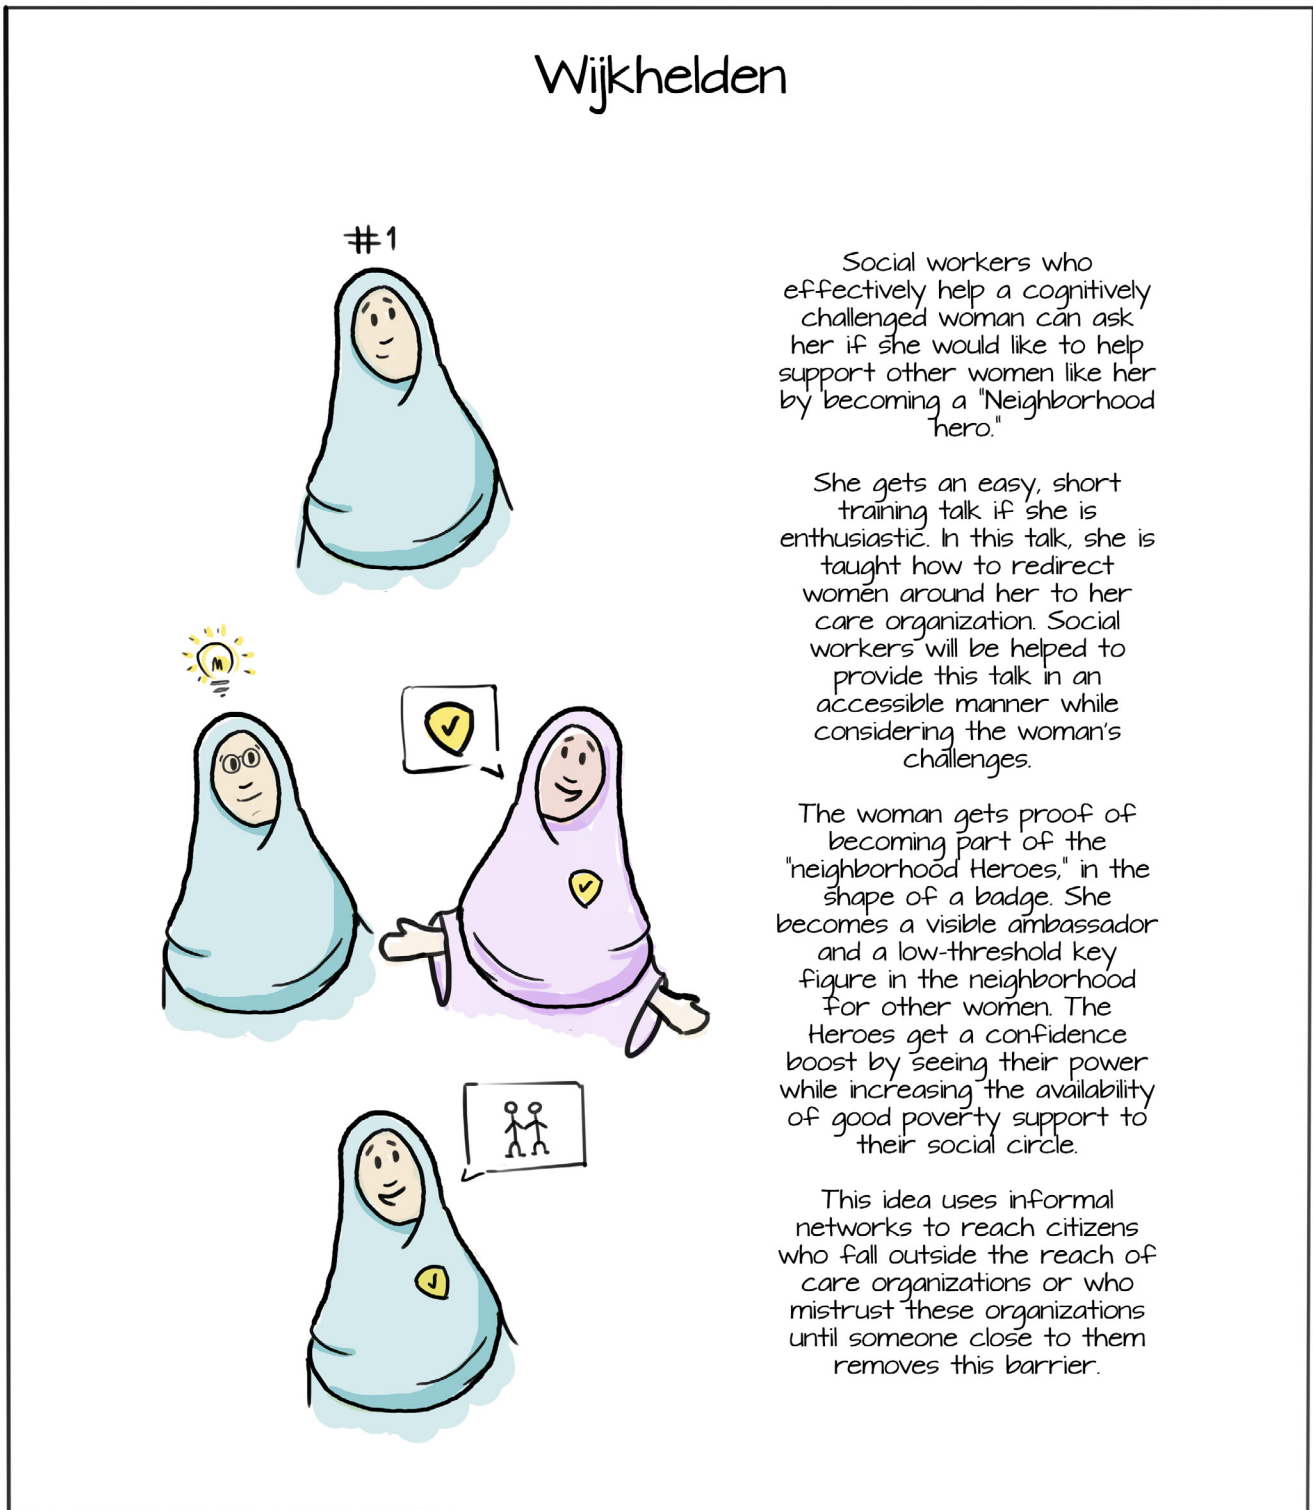 Wijkhelden
#1
Social workers who
effectively help a cognitively
challenged woman can ask
her if she would like to help
support other women like her
by becoming a "Neighborhood
hero."
She gets an easy, short
training talk if she is
enthusiastic. In this talk, she is
taught how to redirect
women around her to her
care organization. Social
workers will be helped to
provide this talk in an
accessible manner while
considering the woman's
challenges.
The woman gets proof of
becoming part of the
"neighborhood Heroes," in the
shape of a badge. She
becomes a visible ambassador
and a low-threshold key
figure in the neighborhood
for other women. The
Heroes get a confidence
boost by seeing their power
while increasing the availability
of good poverty support to
their social circle.
This idea uses informal
networks to reach citizens
who fall outside the reach of
care organizations or who
mistrust these organizations
until someone close to them
removes this barrier.